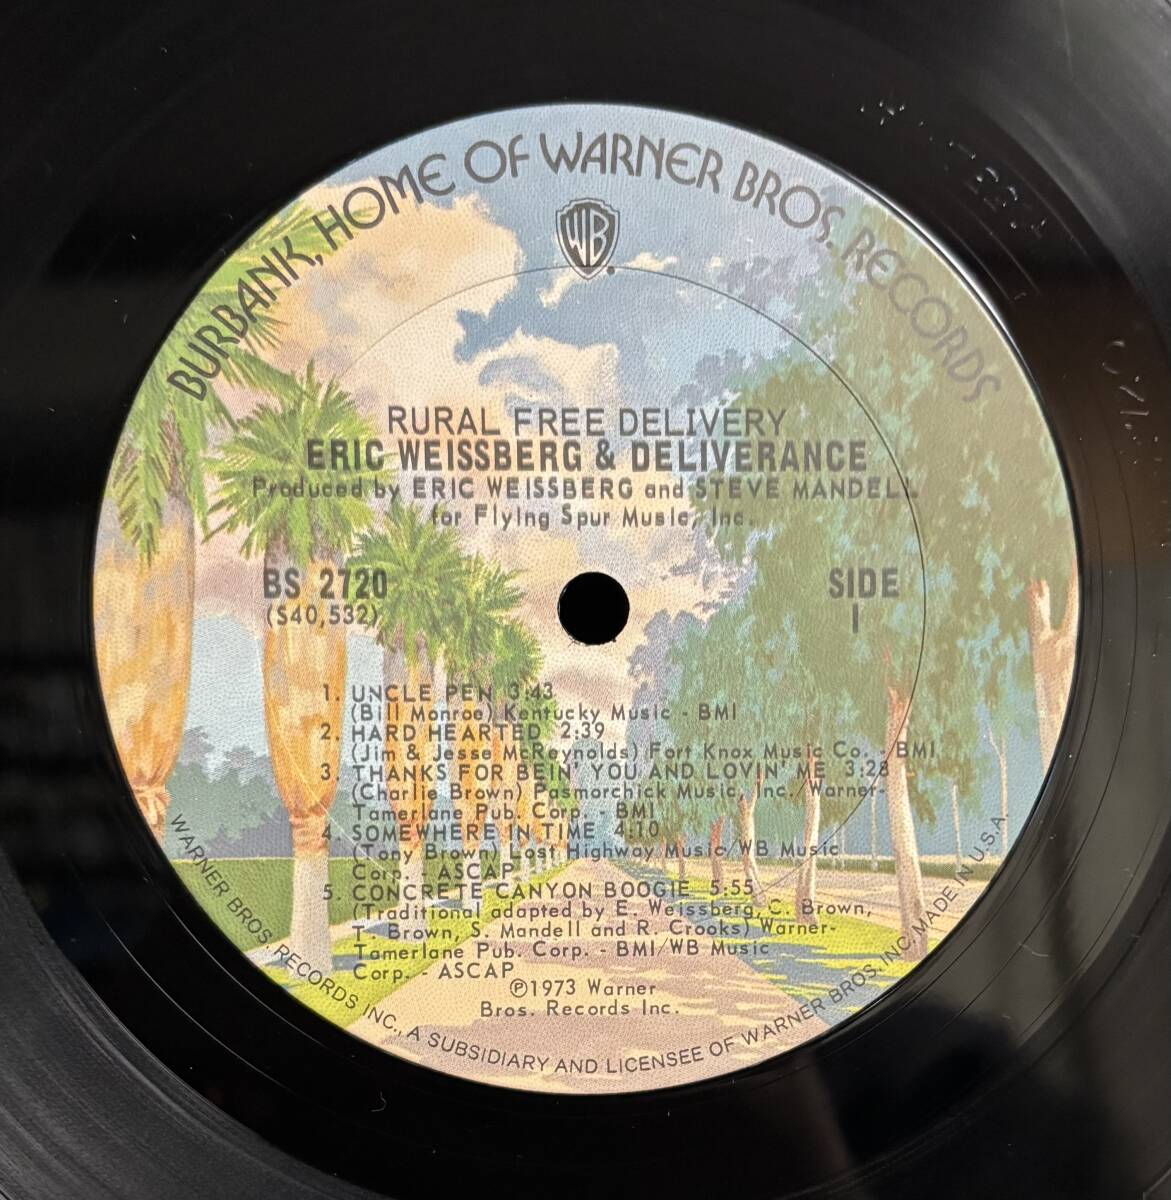 BURBANK, HOME OF WARNER BROS. RECORDS
WB
RURAL FREE DELIVERY
ERIC WEISSBERG & DELIVERANCE
Produced by ERIC WEISSBERG and STEVE MANDELL
for Flying Spur Music, Inc.
BS 2720
(S40,532)
SIDE
1
1. UNCLE PEN 3:43
(Bill Monroe) Kentucky Music - BMI
2. HARD HEARTED 2:39
(Jim & Jesse McReynolds) Fort Knox Music Co. - BMI
3. THANKS FOR BEIN' YOU AND LOVIN' ME 3:28
(Charlie Brown) Pasmorchick Music, Inc./Warner-
Tamerlane Pub. Corp. - BMI
4. SOMEWHERE IN TIME 4:10
(Tony Brown) Lost Highway Music/WB Music
Corp. - ASCAP
5. CONCRETE CANYON BOOGIE 5:55
(Traditional adapted by E. Weissberg, C. Brown,
T. Brown, S. Mandell and R. Crooks) Warner-
Tamerlane Pub. Corp. - BMI/WB Music
Corp. - ASCAP
℗1973 Warner
Bros. Records Inc.
WARNER BROS. RECORDS INC., A SUBSIDIARY AND LICENSEE OF WARNER BROS. INC. MADE IN U.S.A.